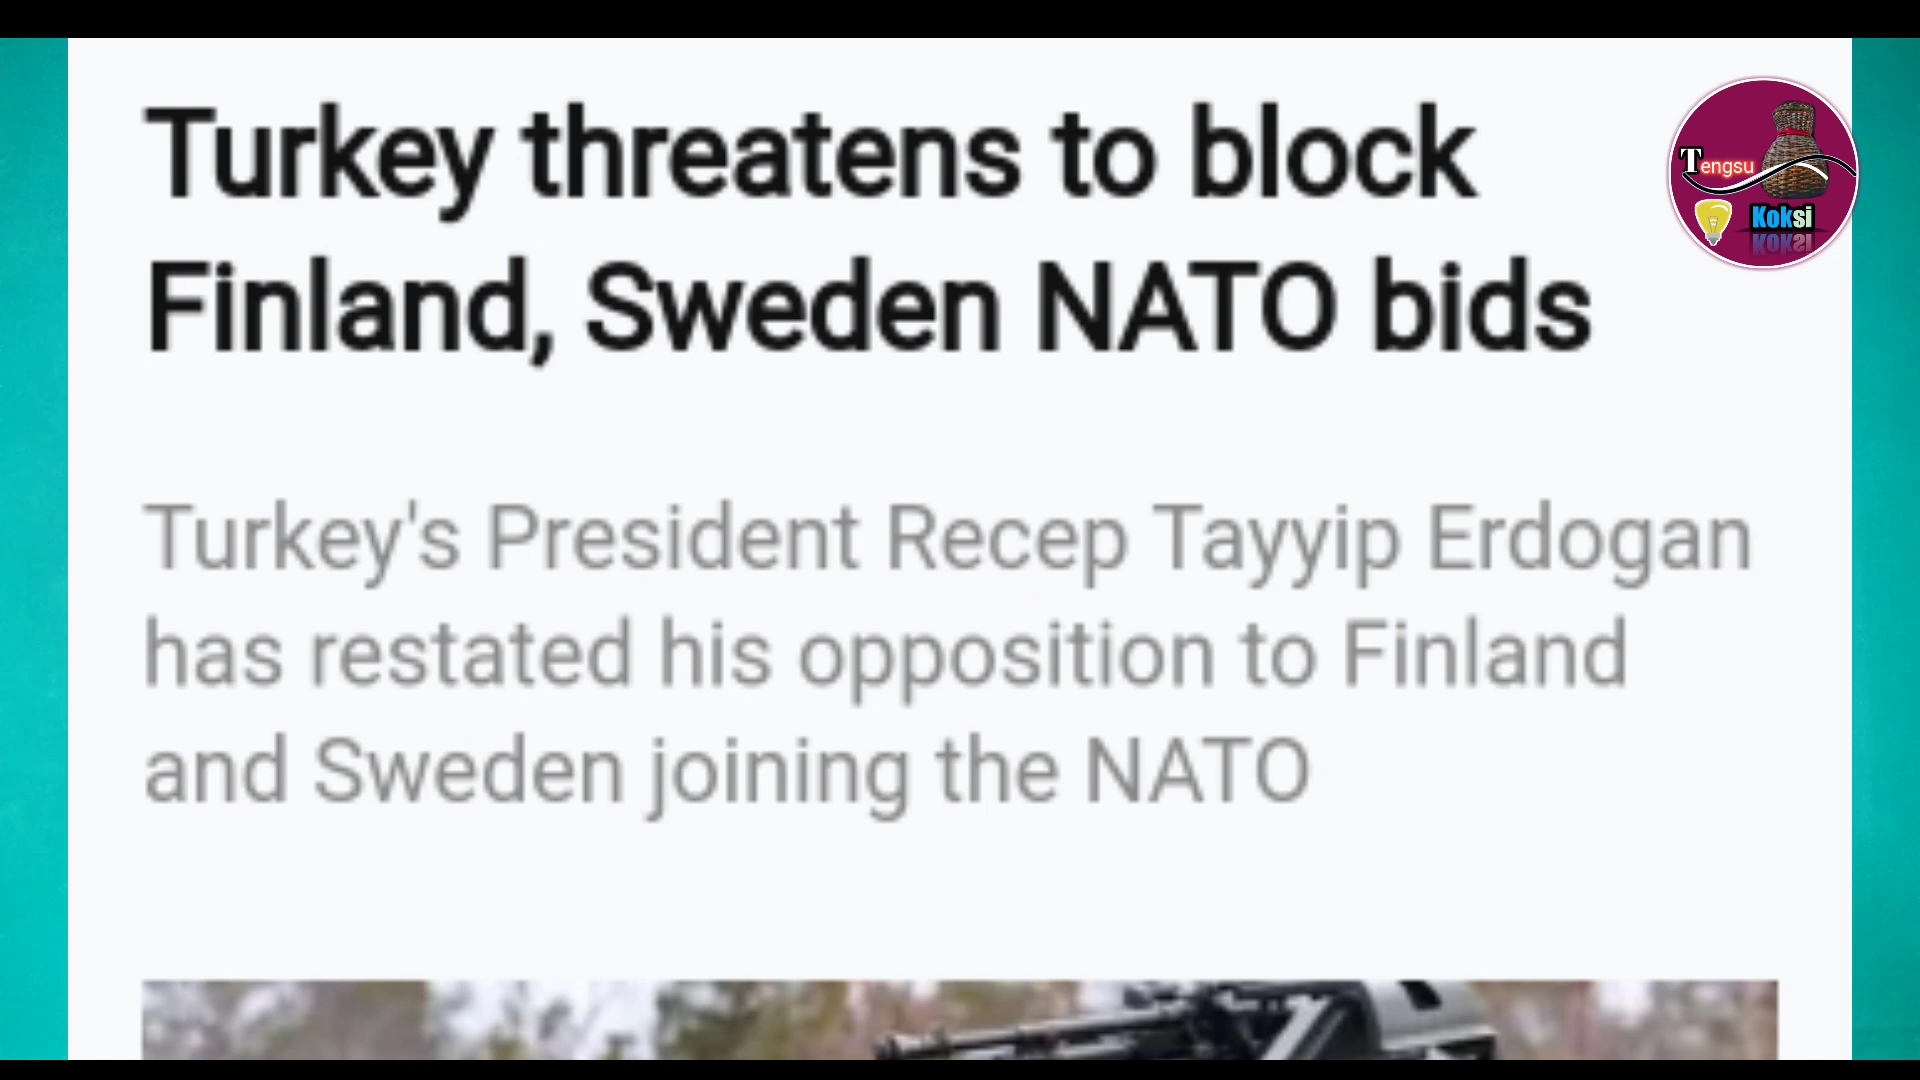 Turkey threatens to block
Finland, Sweden NATO bids
Tengsu
Koksi
Turkey's President Recep Tayyip Erdogan
has restated his opposition to Finland
and Sweden joining the NATO